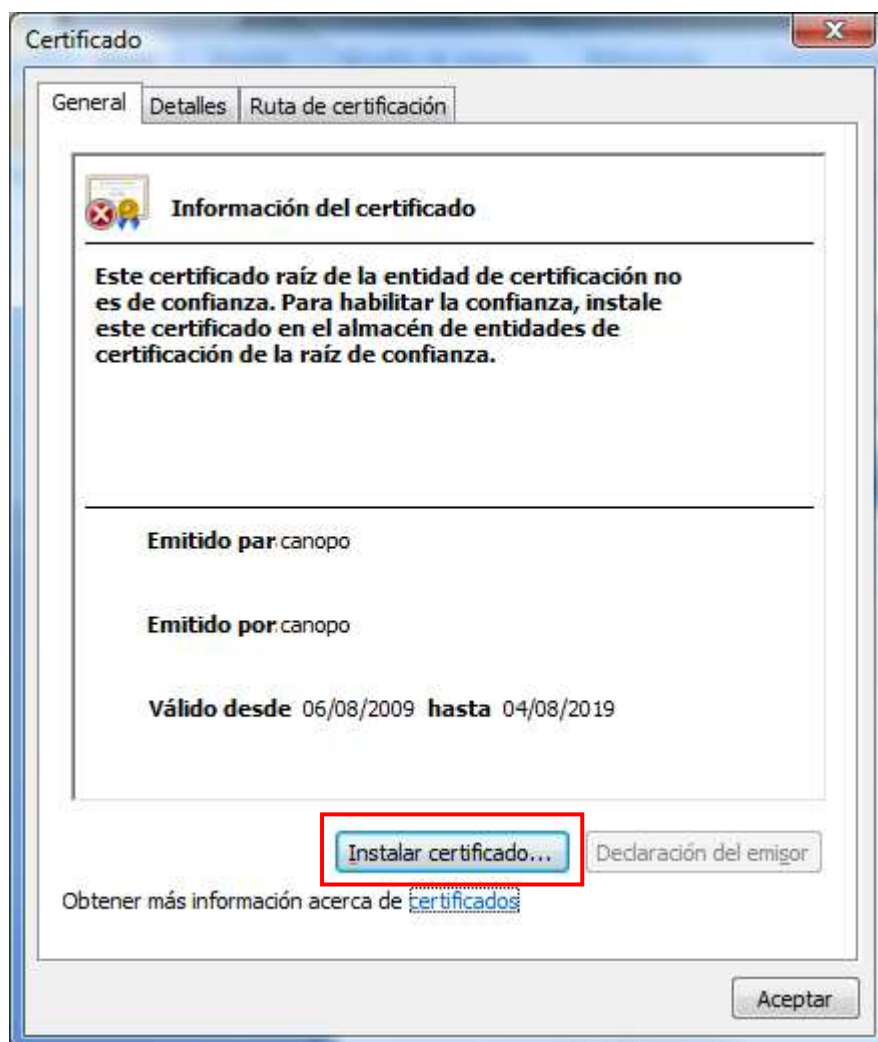 Certificado
General Detalles Ruta de certificación
Información del certificado
Este certificado raíz de la entidad de certificación no
es de confianza. Para habilitar la confianza, instale
este certificado en el almacén de entidades de
certificación de la raíz de confianza.
Emitido par canopo
Emitido por: canopo
Válido desde 06/08/2009 hasta 04/08/2019
Instalar certificado... Declaración del emisor
Obtener más información acerca de certificados
Aceptar